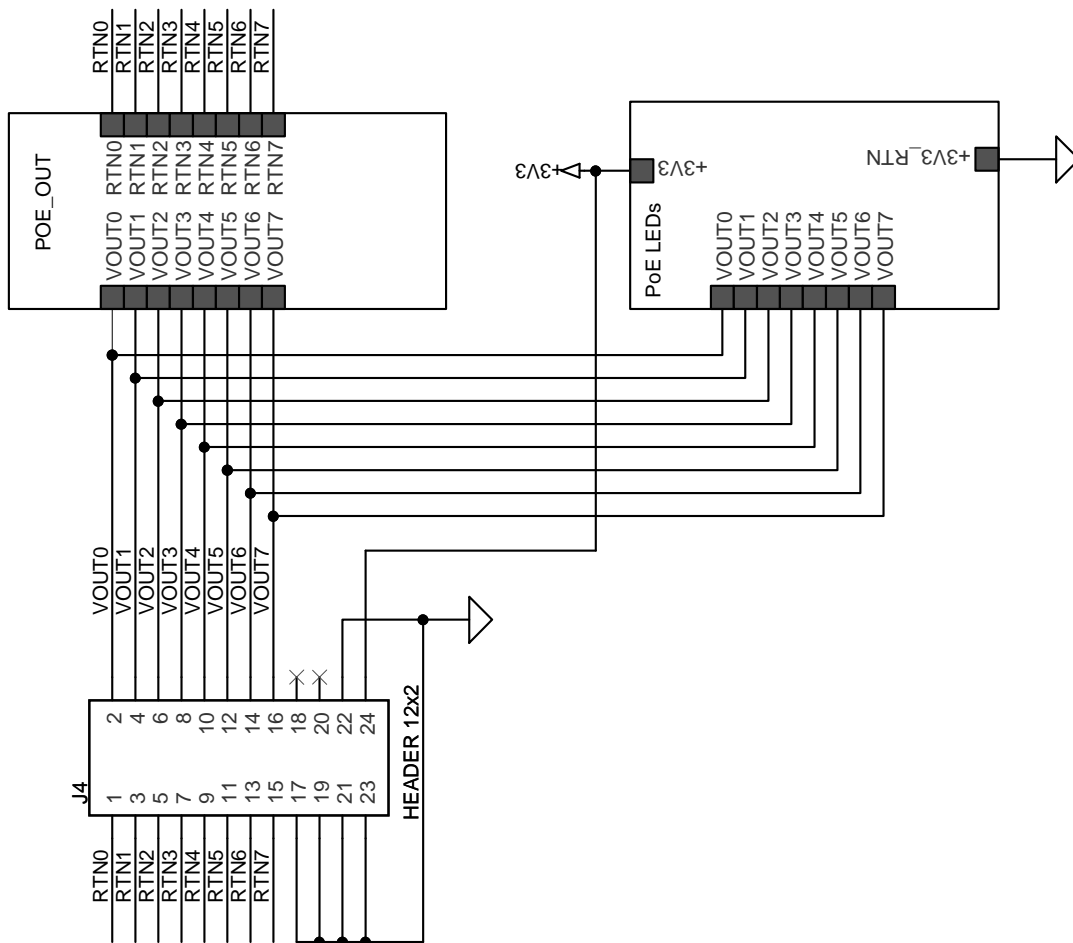 RTN0
RTN1
RTN2
RTN3
RTN4
RTN5
RTN6
RTN7
POE_OUT
RTN0
RTN1
RTN2
RTN3
RTN4
RTN5
RTN6
RTN7
VOUT0
VOUT1
VOUT2
VOUT3
VOUT4
VOUT5
VOUT6
VOUT7
+3V3
+3V3
+3V3_RTN
PoE LEDs
VOUT0
VOUT1
VOUT2
VOUT3
VOUT4
VOUT5
VOUT6
VOUT7
VOUT0
VOUT1
VOUT2
VOUT3
VOUT4
VOUT5
VOUT6
VOUT7
J4
2
4
6
8
10
12
14
16
18
20
22
24
1
3
5
7
9
11
13
15
17
19
21
23
HEADER 12x2
RTN0
RTN1
RTN2
RTN3
RTN4
RTN5
RTN6
RTN7